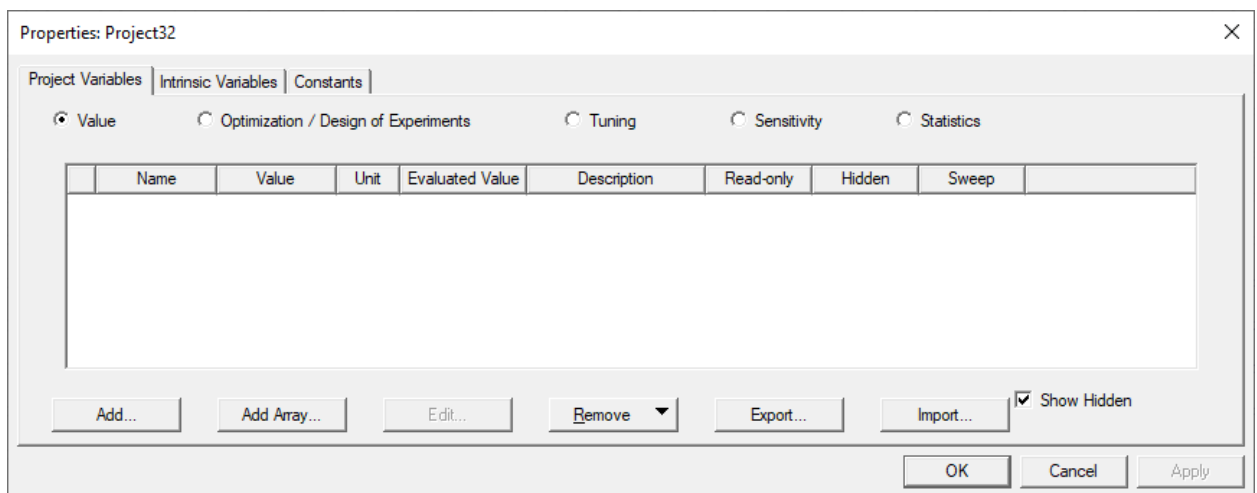 Properties: Project32
Project Variables Intrinsic Variables Constants
Value Optimization / Design of Experiments Tuning Sensitivity Statistics
Name Value Unit Evaluated Value Description Read-only Hidden Sweep
Add... Add Array... Edit... Remove Export... Import... Show Hidden
OK Cancel Apply